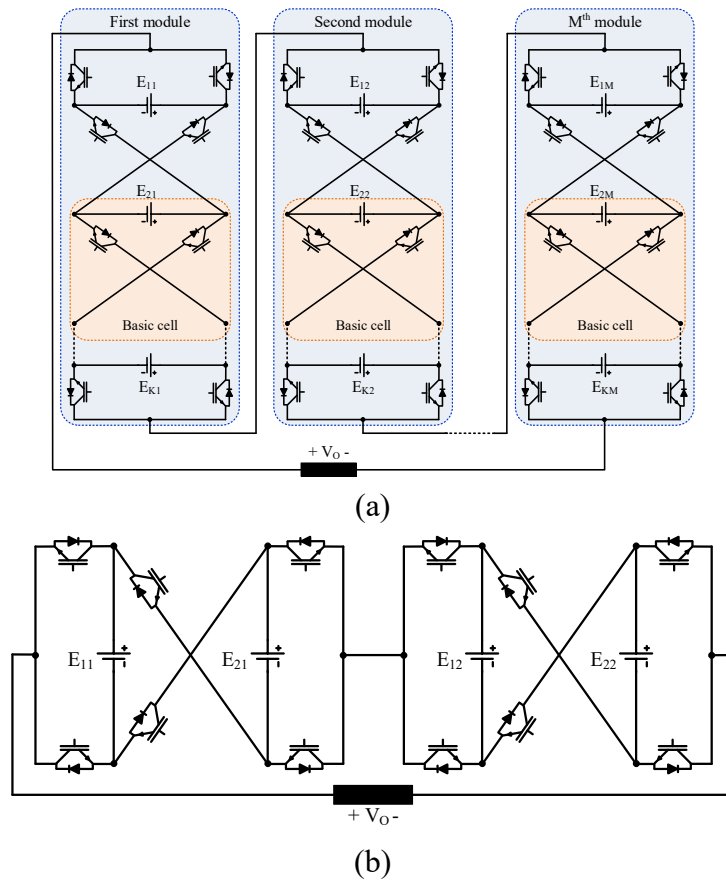 First module Second module Mth module
E11 E12 E1M
E21 E22 E2M
Basic cell Basic cell Basic cell
EK1 EK2 EKM
+ VO -
(a)
E11 E21 E12 E22
+ VO -
(b)